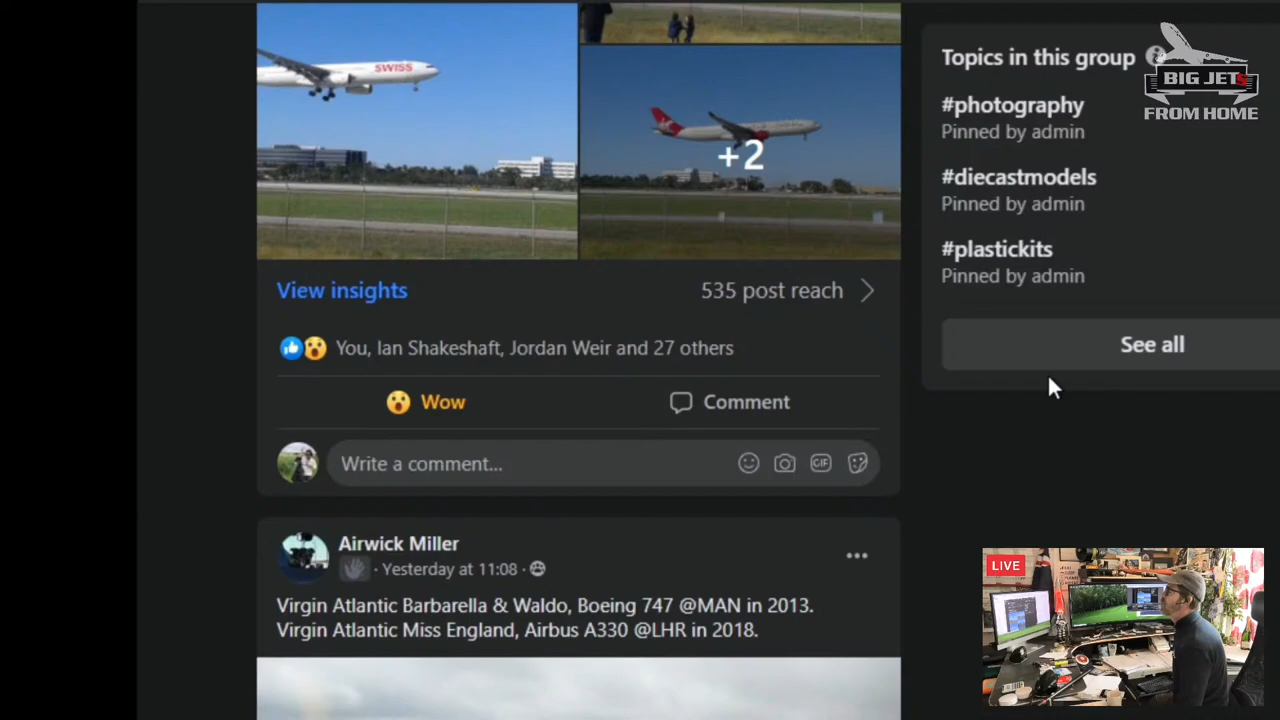 SWISS
+2
View insights
535 post reach
You, Ian Shakeshaft, Jordan Weir and 27 others
Wow
Comment
Write a comment...
GIF
Airwick Miller
· Yesterday at 11:08 ·
Virgin Atlantic Barbarella & Waldo, Boeing 747 @MAN in 2013.
Virgin Atlantic Miss England, Airbus A330 @LHR in 2018.
Topics in this group
#photography
Pinned by admin
#diecastmodels
Pinned by admin
#plastickits
Pinned by admin
See all
BIG JETS
FROM HOME
LIVE